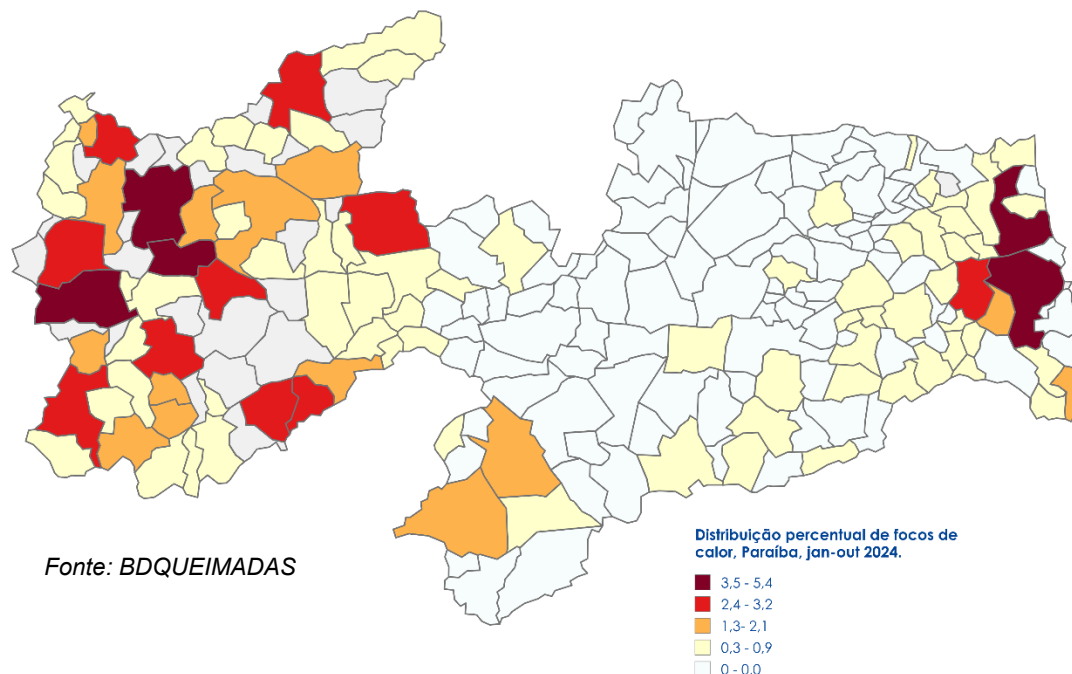 Fonte: BDQUEIMADAS
Distribuição percentual de focos de
calor, Paraíba, jan-out 2024.
3,5 - 5,4
2,4 - 3,2
1,3- 2,1
0,3 - 0,9
0 - 0,0